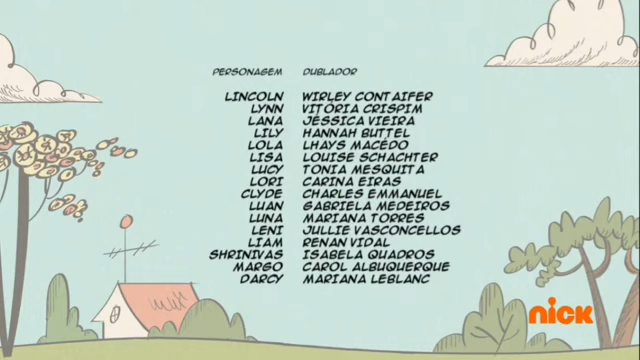 PERSONAGEM DUBLADOR
LINCOLN WIRLEY CONTAIFER
LYNN VITÓRIA CRISPIM
LANA JÉSSICA VIEIRA
LILY HANNAH BUTTEL
LOLA LHAYS MACÊDO
LISA LOUISE SCHACHTER
LUCY TONIA MESQUITA
LORI CARINA EIRAS
CLYDE CHARLES EMMANUEL
LUAN GABRIELA MEDEIROS
LUNA MARIANA TORRES
LENI JULLIE VASCONCELLOS
LIAM RENAN VIDAL
SHRINIVAS ISABELA QUADROS
MARGO CAROL ALBUQUERQUE
DARCY MARIANA LEBLANC
nick